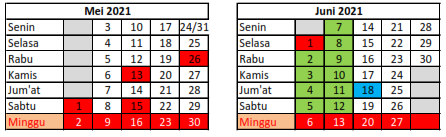 Mei 2021
Senin 3 10 17 24/31
Selasa 4 11 18 25
Rabu 5 12 19 26
Kamis 6 13 20 27
Jum'at 7 14 21 28
Sabtu 1 8 15 22 29
Minggu 2 9 16 23 30
Juni 2021
Senin 7 14 21 28
Selasa 1 8 15 22 29
Rabu 2 9 16 23 30
Kamis 3 10 17 24
Jum'at 4 11 18 25
Sabtu 5 12 19 26
Minggu 6 13 20 27